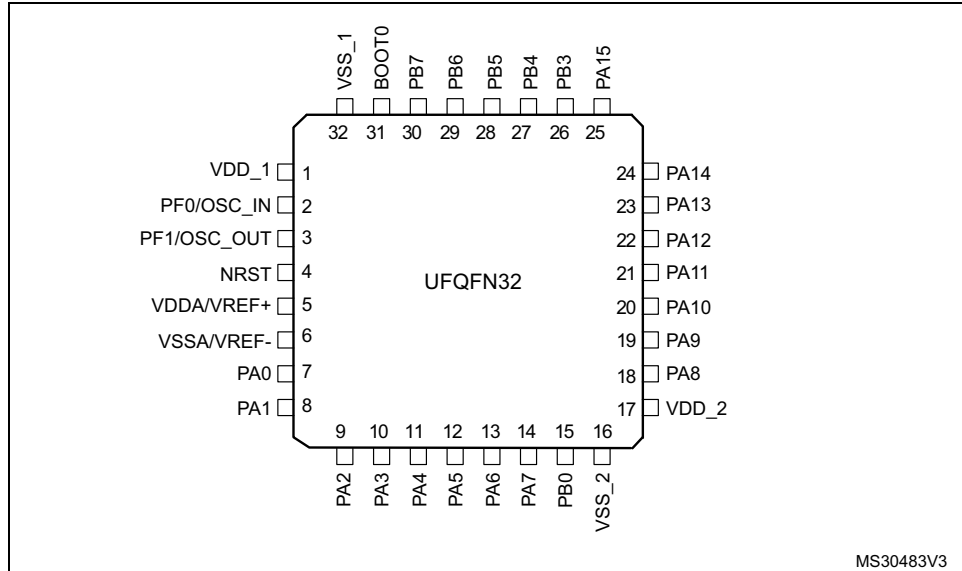 VSS_1
BOOT0
PB7
PB6
PB5
PB4
PB3
PA15
32 31 30 29 28 27 26 25
VDD_1 1
PF0/OSC_IN 2
PF1/OSC_OUT 3
NRST 4
VDDA/VREF+ 5
VSSA/VREF- 6
PA0 7
PA1 8
UFQFN32
24 PA14
23 PA13
22 PA12
21 PA11
20 PA10
19 PA9
18 PA8
17 VDD_2
9 10 11 12 13 14 15 16
PA2
PA3
PA4
PA5
PA6
PA7
PB0
VSS_2
MS30483V3